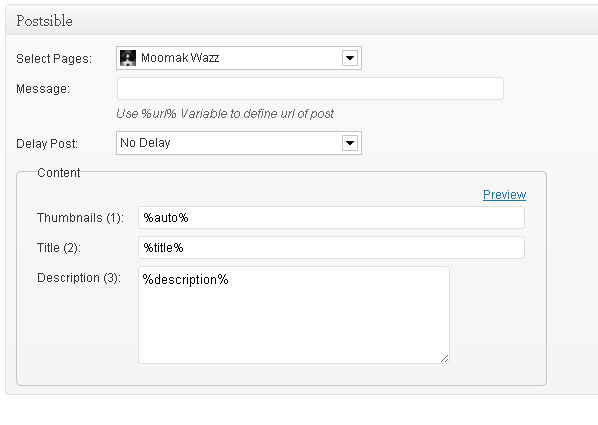 Postsible
Select Pages: Moomak Wazz
Message:
Use %url% Variable to define url of post
Delay Post: No Delay
Content
Preview
Thumbnails (1): %auto%
Title (2): %title%
Description (3): %description%